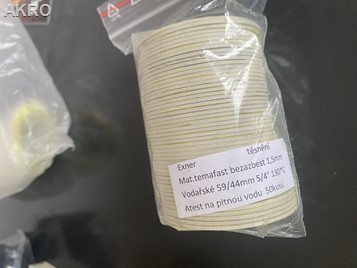 AKRO
Exner těsnění
Mat.temafast bezazbest 1,5mm
Vodařské 59/44mm 5/4" 130°C
Atest na pitnou vodu 50kusů